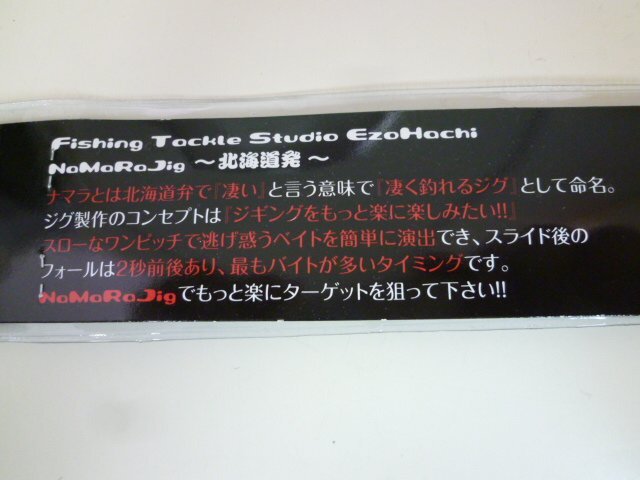 Fishing Tackle Studio EzoHachi
NaMaRaJig ～北海道発～
ナマラとは北海道弁で『凄い』と言う意味で『凄く釣れるジグ』として命名。
ジグ製作のコンセプトは『ジギングをもっと楽に楽しみたい!!』
スローなワンピッチで逃げ惑うベイトを簡単に演出でき、スライド後の
フォールは2秒前後あり、最もバイトが多いタイミングです。
NaMaRaJigでもっと楽にターゲットを狙って下さい!!